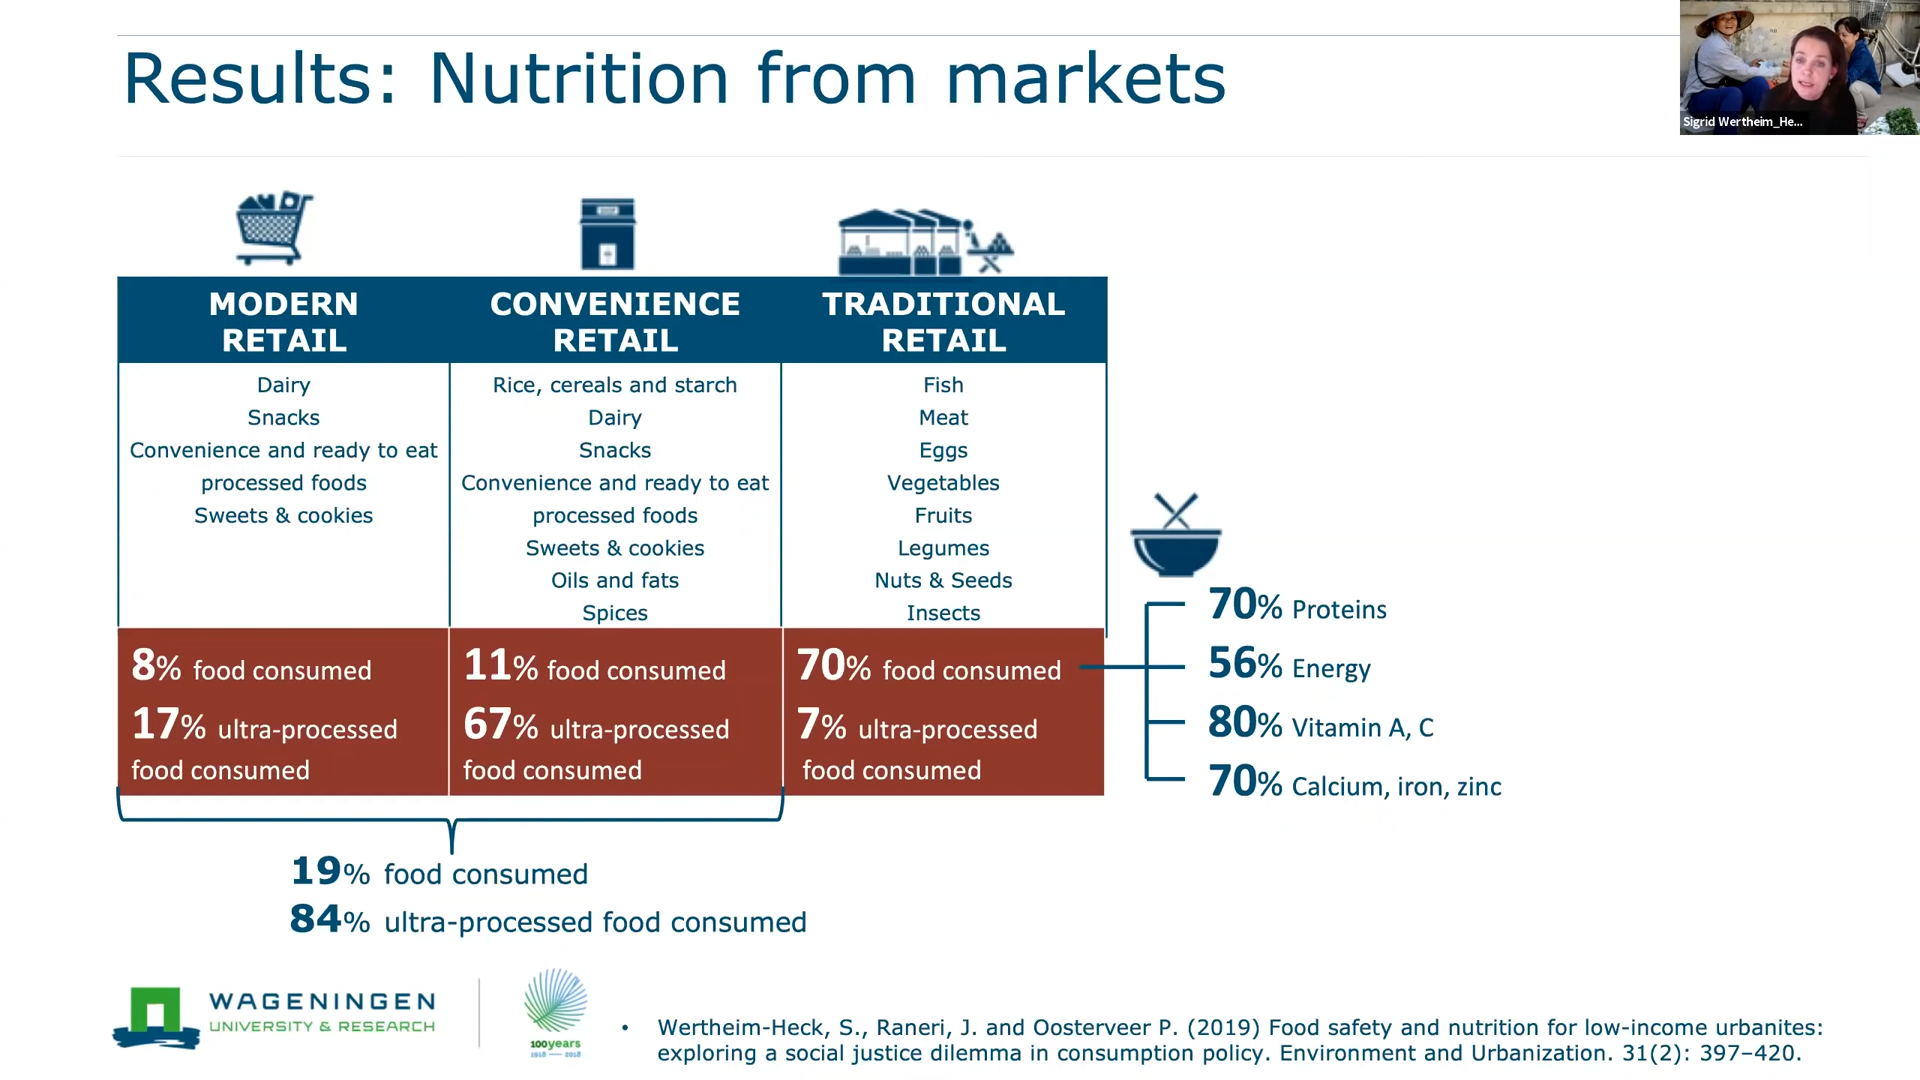 Results: Nutrition from markets
Sigrid Wertheim_He...
MODERN
RETAIL
Dairy
Snacks
Convenience and ready to eat
processed foods
Sweets & cookies
8% food consumed
17% ultra-processed
food consumed
CONVENIENCE
RETAIL
Rice, cereals and starch
Dairy
Snacks
Convenience and ready to eat
processed foods
Sweets & cookies
Oils and fats
Spices
11% food consumed
67% ultra-processed
food consumed
TRADITIONAL
RETAIL
Fish
Meat
Eggs
Vegetables
Fruits
Legumes
Nuts & Seeds
Insects
70% food consumed
7% ultra-processed
food consumed
70% Proteins
56% Energy
80% Vitamin A, C
70% Calcium, iron, zinc
19% food consumed
84% ultra-processed food consumed
WAGENINGEN
UNIVERSITY & RESEARCH
100years
1918 — 2018
• Wertheim-Heck, S., Raneri, J. and Oosterveer P. (2019) Food safety and nutrition for low-income urbanites:
exploring a social justice dilemma in consumption policy. Environment and Urbanization. 31(2): 397–420.